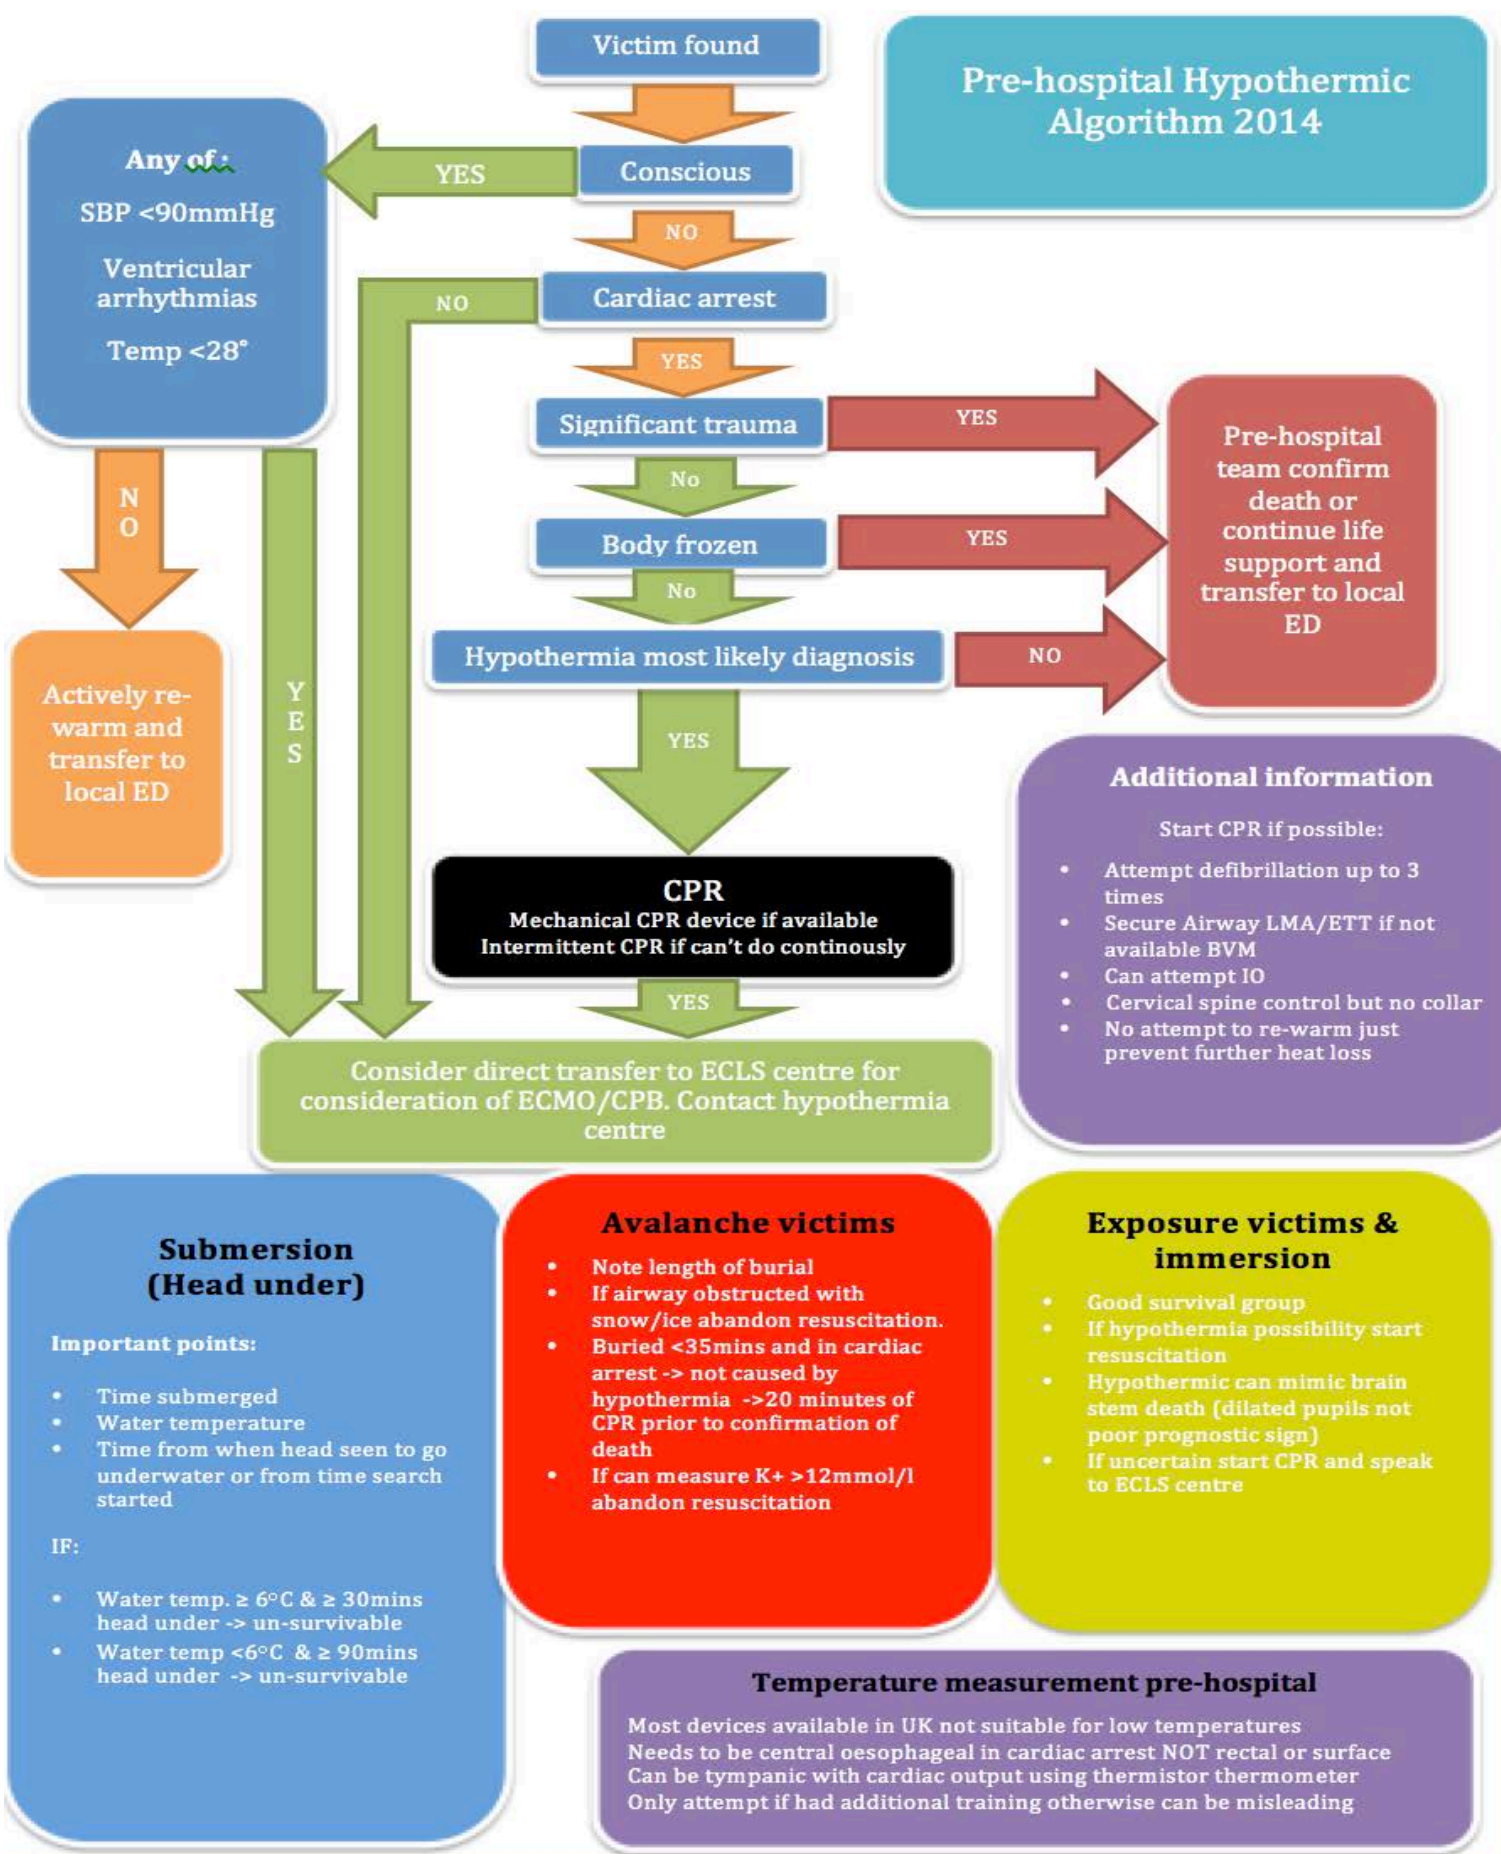 Victim found
Pre-hospital Hypothermic
Algorithm 2014
Any of :
SBP <90mmHg
Ventricular
arrhythmias
Temp <28°
YES
Conscious
NO
NO
Cardiac arrest
YES
Significant trauma
YES
No
Body frozen
YES
No
Hypothermia most likely diagnosis
NO
Pre-hospital
team confirm
death or
continue life
support and
transfer to local
ED
N
O
Y
E
S
Actively re-
warm and
transfer to
local ED
YES
CPR
Mechanical CPR device if available
Intermittent CPR if can't do continously
YES
Consider direct transfer to ECLS centre for
consideration of ECMO/CPB. Contact hypothermia
centre
Additional information
Start CPR if possible:
• Attempt defibrillation up to 3
times
• Secure Airway LMA/ETT if not
available BVM
• Can attempt IO
• Cervical spine control but no collar
• No attempt to re-warm just
prevent further heat loss
Submersion
(Head under)
Important points:
• Time submerged
• Water temperature
• Time from when head seen to go
underwater or from time search
started
IF:
• Water temp. ≥ 6°C & ≥ 30mins
head under -> un-survivable
• Water temp <6°C & ≥ 90mins
head under -> un-survivable
Avalanche victims
• Note length of burial
• If airway obstructed with
snow/ice abandon resuscitation.
• Buried <35mins and in cardiac
arrest -> not caused by
hypothermia ->20 minutes of
CPR prior to confirmation of
death
• If can measure K+ >12mmol/l
abandon resuscitation
Exposure victims &
immersion
• Good survival group
• If hypothermia possibility start
resuscitation
• Hypothermic can mimic brain
stem death (dilated pupils not
poor prognostic sign)
• If uncertain start CPR and speak
to ECLS centre
Temperature measurement pre-hospital
Most devices available in UK not suitable for low temperatures
Needs to be central oesophageal in cardiac arrest NOT rectal or surface
Can be tympanic with cardiac output using thermistor thermometer
Only attempt if had additional training otherwise can be misleading